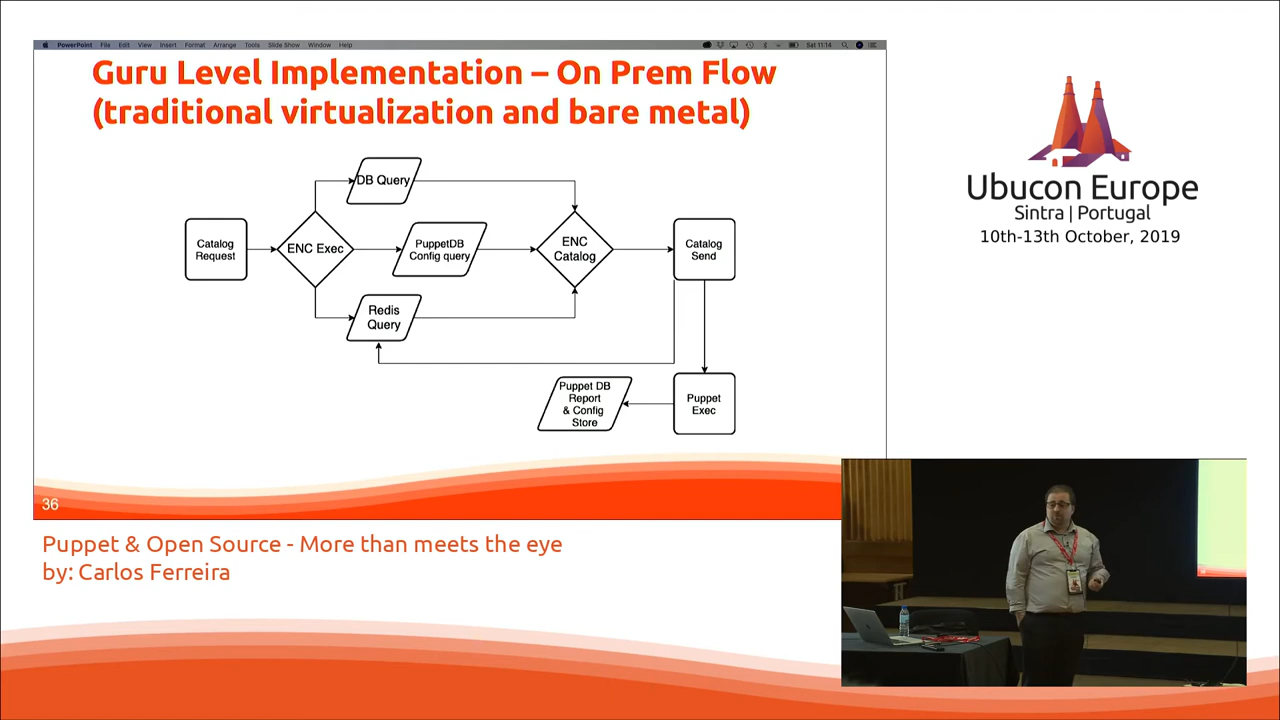 PowerPoint File Edit View Insert Format Arrange Tools Slide Show Window Help
Sat 11:14
Guru Level Implementation – On Prem Flow
(traditional virtualization and bare metal)
DB Query
Catalog
Request
ENC Exec
PuppetDB
Config query
ENC
Catalog
Catalog
Send
Redis
Query
Puppet DB
Report
& Config
Store
Puppet
Exec
36
Ubucon Europe
Sintra | Portugal
10th-13th October, 2019
Puppet & Open Source - More than meets the eye
by: Carlos Ferreira